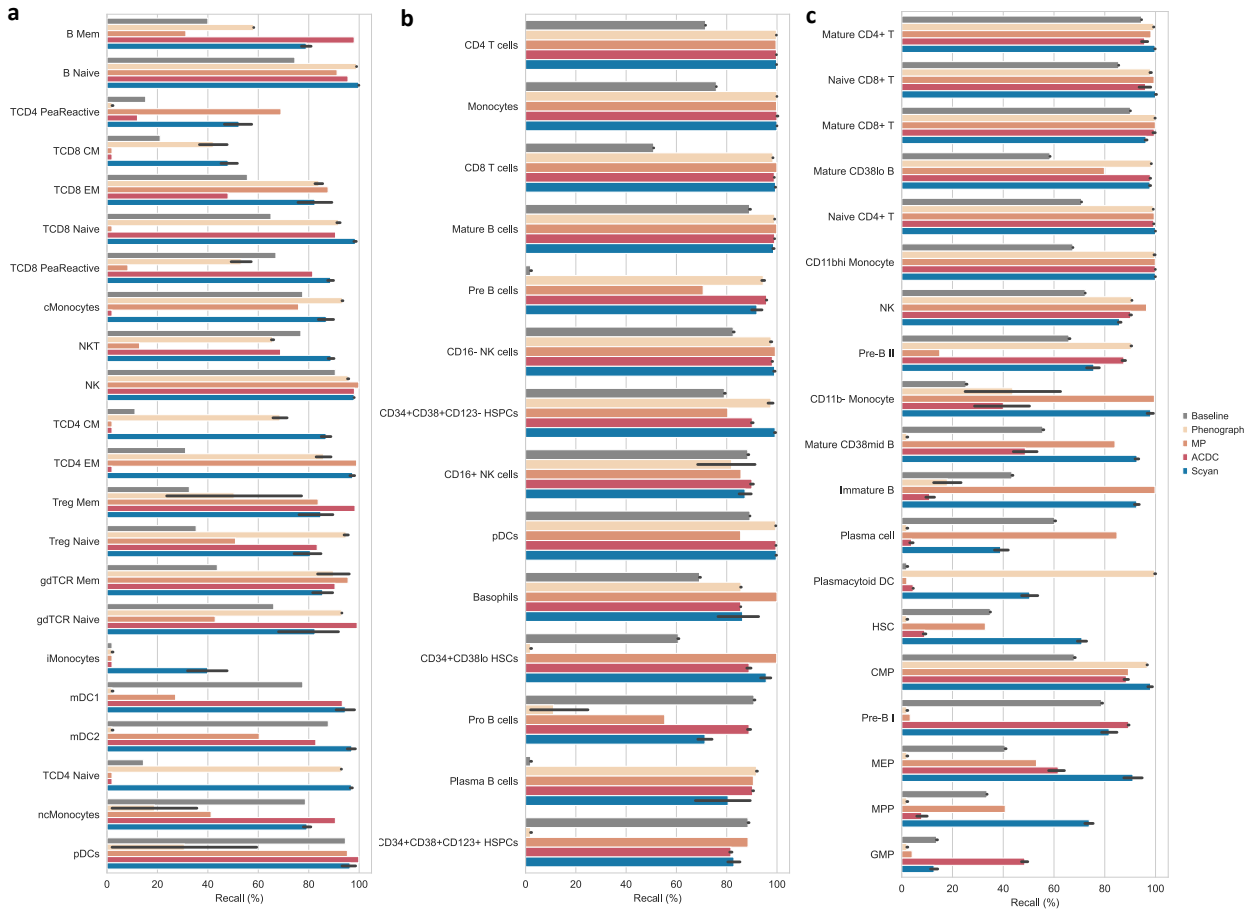 a
B Mem
B Naive
TCD4 PeaReactive
TCD8 CM
TCD8 EM
TCD8 Naive
TCD8 PeaReactive
cMonocytes
NKT
NK
TCD4 CM
TCD4 EM
Treg Mem
Treg Naive
gdTCR Mem
gdTCR Naive
iMonocytes
mDC1
mDC2
TCD4 Naive
ncMonocytes
pDCs
0 20 40 60 80 100
Recall (%)
b
CD4 T cells
Monocytes
CD8 T cells
Mature B cells
Pre B cells
CD16- NK cells
CD34+CD38+CD123- HSPCs
CD16+ NK cells
pDCs
Basophils
CD34+CD38lo HSCs
Pro B cells
Plasma B cells
CD34+CD38+CD123+ HSPCs
0 20 40 60 80 100
Recall (%)
c
Mature CD4+ T
Naive CD8+ T
Mature CD8+ T
Mature CD38lo B
Naive CD4+ T
CD11bhi Monocyte
NK
Pre-B II
CD11b- Monocyte
Mature CD38mid B
Immature B
Plasma cell
Plasmacytoid DC
HSC
CMP
Pre-B I
MEP
MPP
GMP
0 20 40 60 80 100
Recall (%)
Baseline
Phenograph
MP
ACDC
Scyan